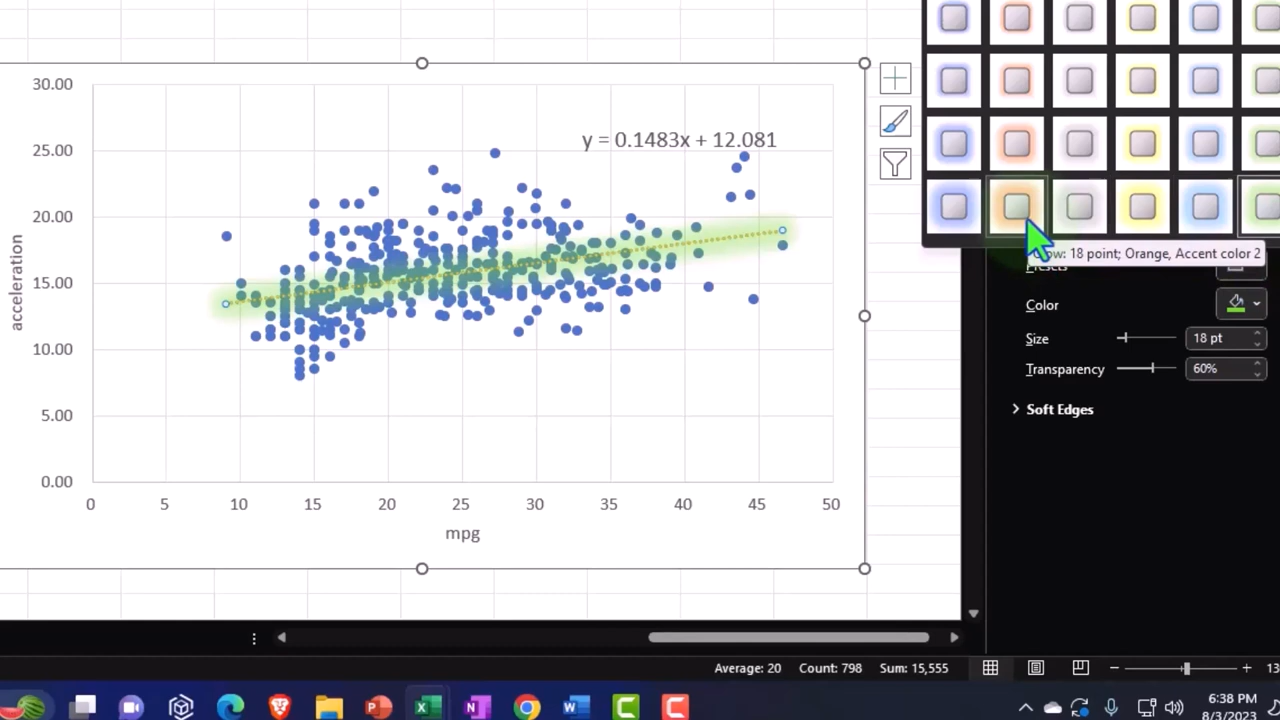 30.00
25.00
20.00
15.00
10.00
5.00
0.00
acceleration
y = 0.1483x + 12.081
0 5 10 15 20 25 30 35 40 45 50
mpg
Glow: 18 point; Orange, Accent color 2
Presets
Color
Size 18 pt
Transparency 60%
Soft Edges
Average: 20 Count: 798 Sum: 15,555
6:38 PM
8/3/2023